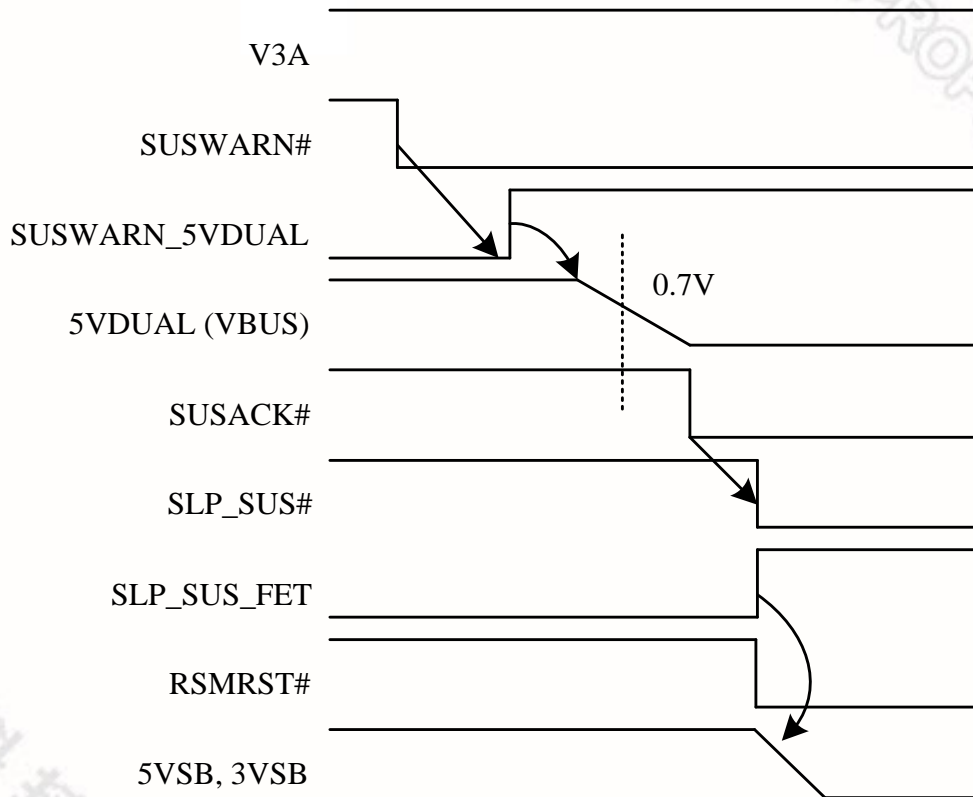 V3A
SUSWARN#
SUSWARN_5VDUAL
0.7V
5VDUAL (VBUS)
SUSACK#
SLP_SUS#
SLP_SUS_FET
RSMRST#
5VSB, 3VSB